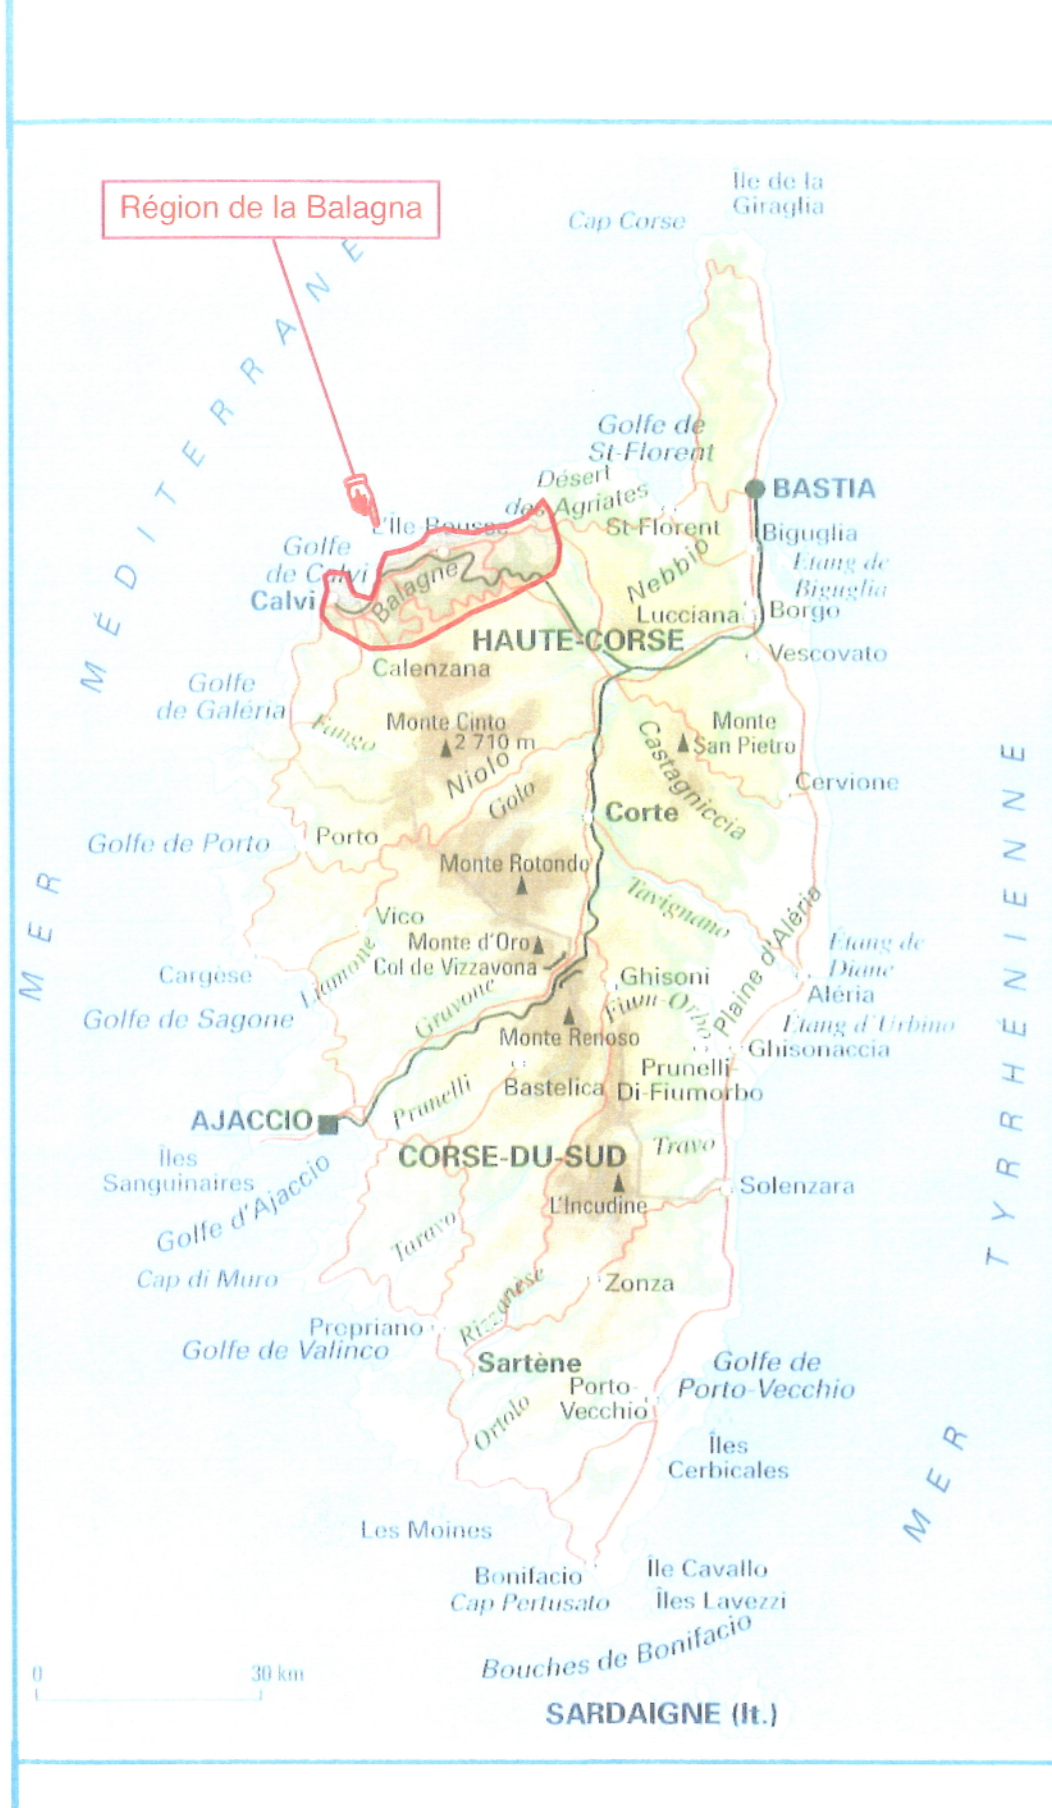 Île de la
Giraglia
Région de la Balagna
Cap Corse
MER MÉDITERRANE
Golfe de
St-Florent
Désert
des Agriates
BASTIA
L'Île-Rousse
St-Florent
Biguglia
Golfe
de Calvi
Étang de
Biguglia
Nebbio
Balagne
Calvi
Lucciana
Borgo
HAUTE-CORSE
Vescovato
Calenzana
Golfe
de Galéria
Fango
Monte Cinto
2 710 m
Monte
San Pietro
Castagniccia
Niolo
Golo
Cervione
Corte
Golfe de Porto
Porto
Monte Rotondo
Tavignano
Plaine d'Aléria
Vico
Monte d'Oro
Étang de
Diane
Cargèse
Liamone
Col de Vizzavona
Ghisoni
Aléria
Golfe de Sagone
Gravone
Fium-Orbo
Étang d'Urbino
Monte Renoso
Ghisonaccia
Prunelli-
Di-Fiumorbo
Bastelica
Prunelli
AJACCIO
CORSE-DU-SUD
Travo
Îles
Sanguinaires
Golfe d'Ajaccio
L'Incudine
Solenzara
Taravo
Cap di Muro
Zonza
Rizzanèse
Propriano
Golfe de Valinco
Sartène
Golfe de
Porto-Vecchio
Porto-
Vecchio
Ortolo
Îles
Cerbicales
MER TYRRHÉNIENNE
Les Moines
Bonifacio
Île Cavallo
Cap Pertusato
Îles Lavezzi
Bouches de Bonifacio
0 30 km
SARDAIGNE (It.)